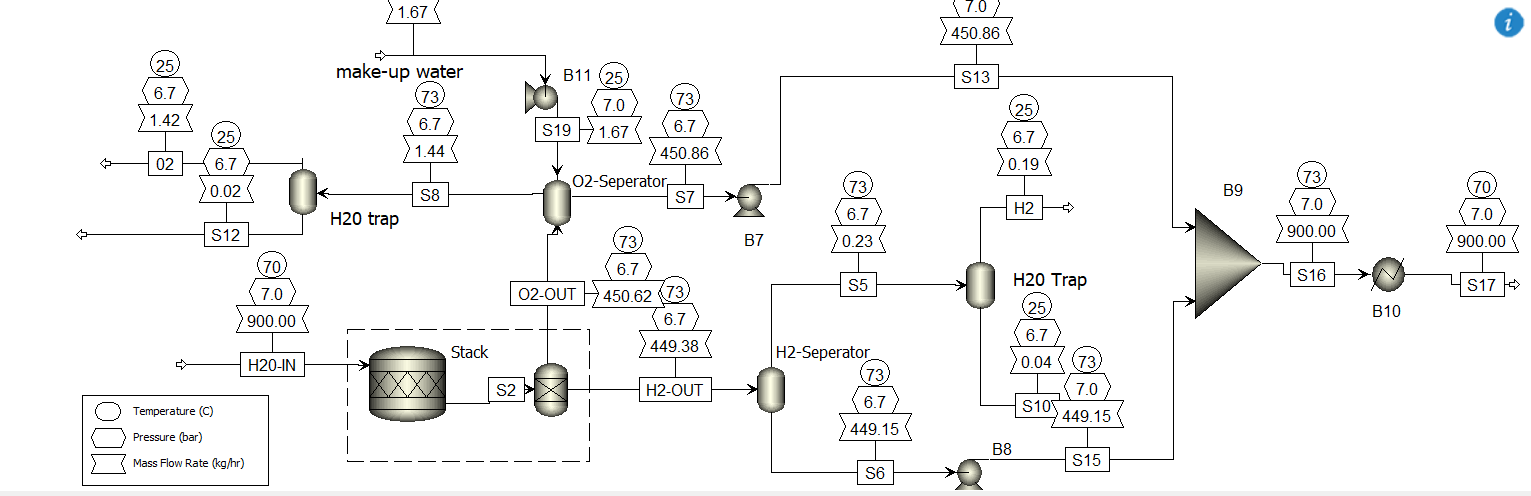 1.67
make-up water
B11
25
7.0
1.67
S19
7.0
450.86
S13
25
6.7
1.42
02
25
6.7
0.02
S12
H20 trap
73
6.7
1.44
S8
O2-Seperator
73
6.7
450.86
S7
B7
25
6.7
0.19
H2
73
6.7
0.23
S5
H20 Trap
25
6.7
0.04
S10
B9
73
7.0
900.00
S16
B10
70
7.0
900.00
S17
70
7.0
900.00
H20-IN
Stack
S2
O2-OUT
73
6.7
450.62
73
6.7
449.38
H2-OUT
H2-Seperator
73
6.7
449.15
S6
B8
73
7.0
449.15
S15
Temperature (C)
Pressure (bar)
Mass Flow Rate (kg/hr)
i